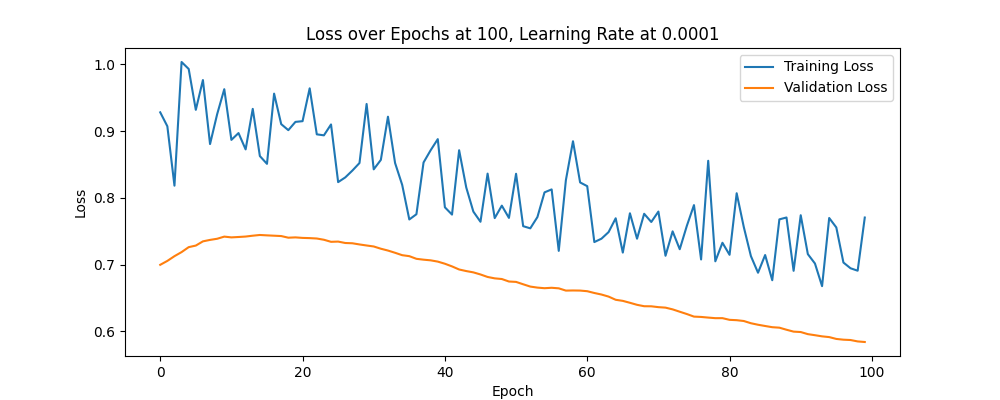 Loss over Epochs at 100, Learning Rate at 0.0001
Training Loss
Validation Loss
1.0
0.9
0.8
0.7
0.6
Loss
0
20
40
60
80
100
Epoch